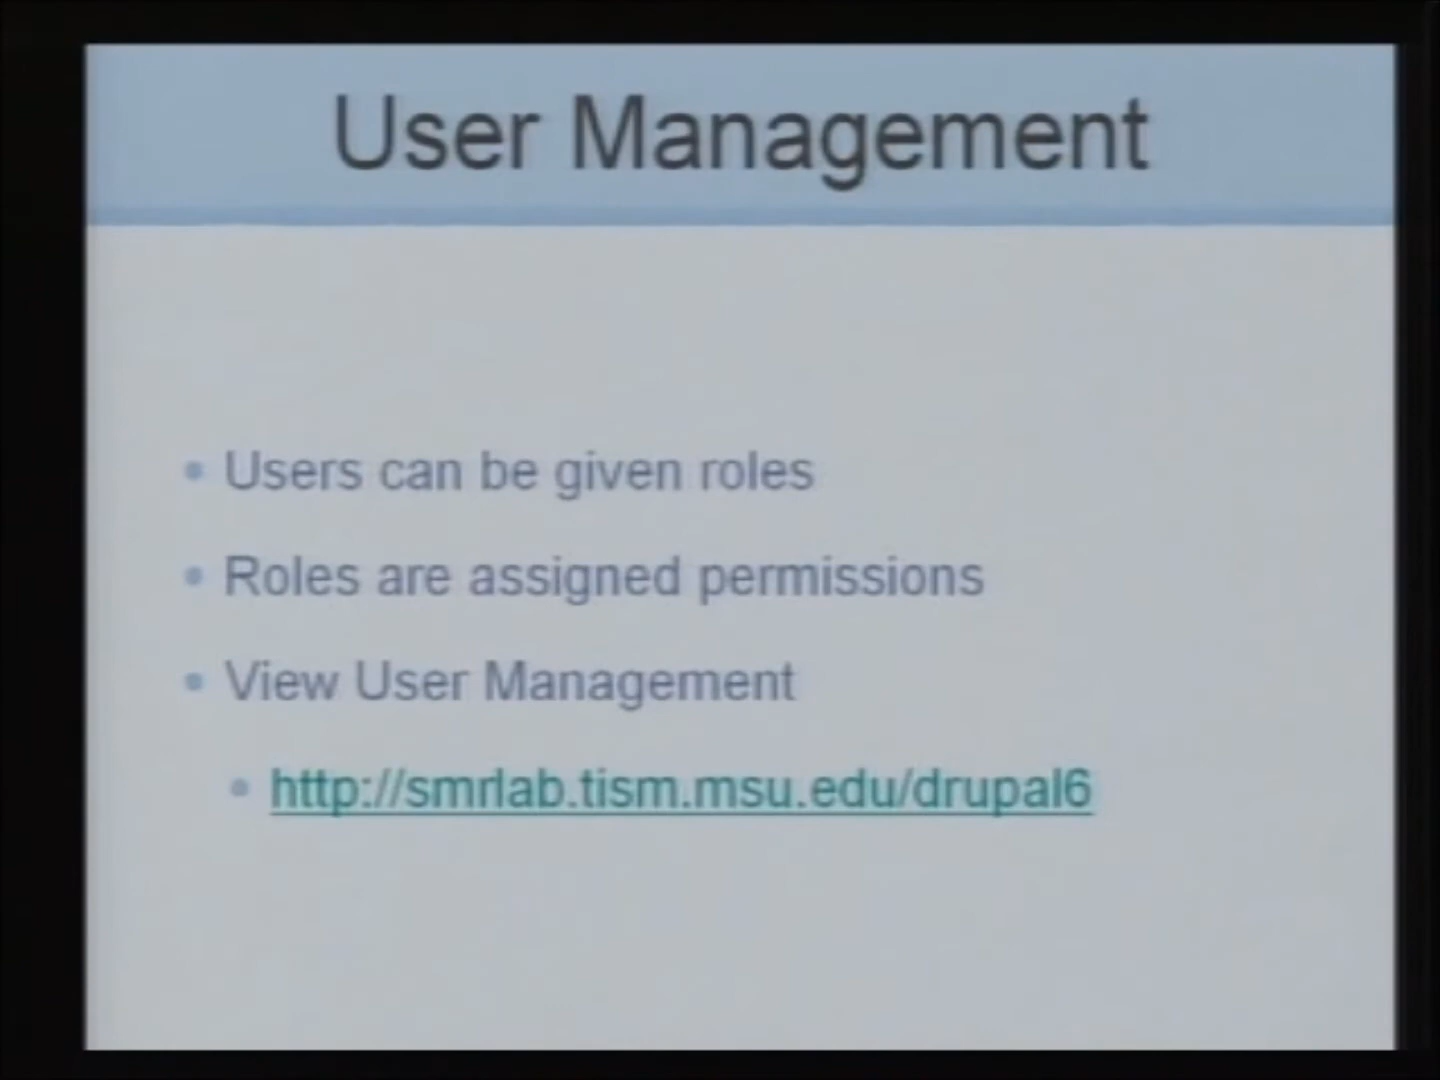 User Management
• Users can be given roles
• Roles are assigned permissions
• View User Management
• http://smrlab.tism.msu.edu/drupal6